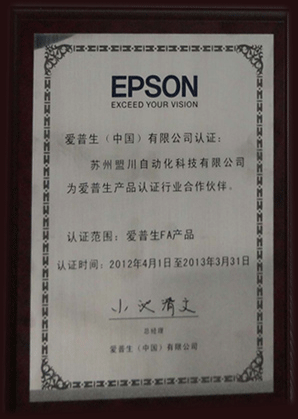 EPSON
EXCEED YOUR VISION
爱普生（中国）有限公司认证：
苏州盟川自动化科技有限公司
为爱普生产品认证行业合作伙伴。
认证范围：爱普生FA产品
认证时间：2012年4月1日至2013年3月31日
总经理
爱普生（中国）有限公司